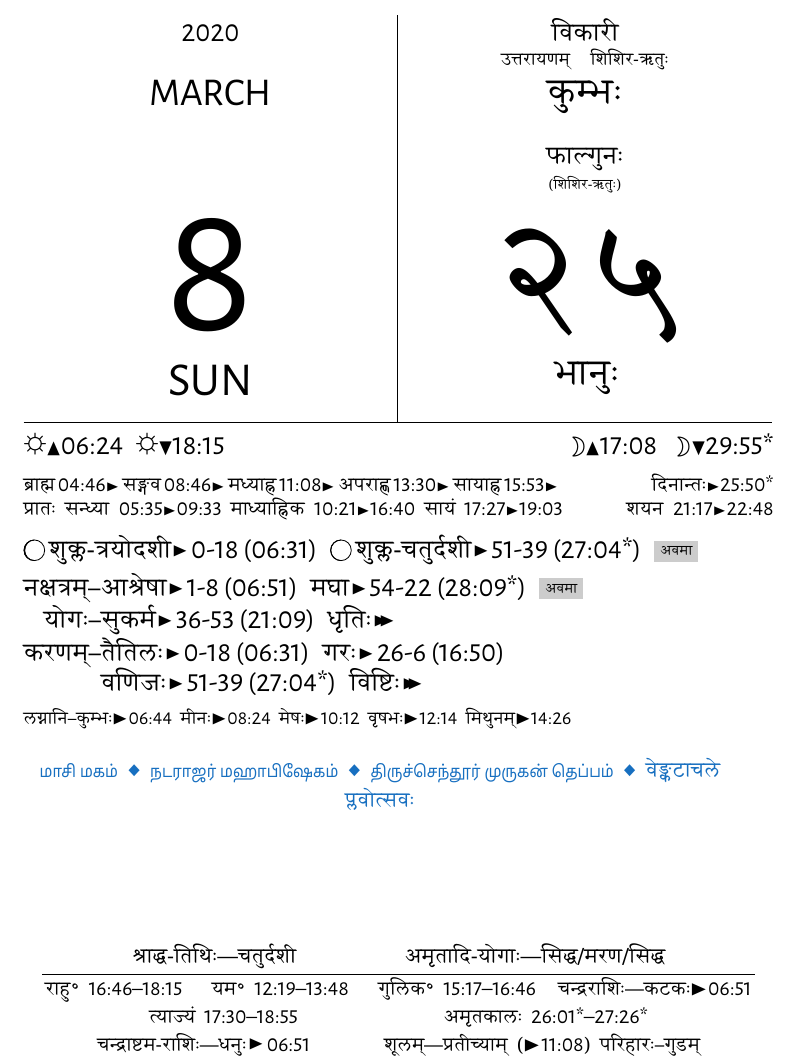 2020
MARCH
8
SUN
विकारी
उत्तरायणम् शिशिर-ऋतुः
कुम्भः
फाल्गुनः
(शिशिर-ऋतुः)
२५
भानुः
☼▲06:24 ☼▼18:15 ☽▲17:08 ☽▼29:55*
ब्राह्म 04:46► सङ्गव 08:46► मध्याह्न 11:08► अपराह्ण 13:30► सायाह्न 15:53► दिनान्तः►25:50*
प्रातः सन्ध्या 05:35►09:33 माध्याह्निक 10:21►16:40 सायं 17:27►19:03 शयन 21:17►22:48
○शुक्ल-त्रयोदशी► 0-18 (06:31) ○शुक्ल-चतुर्दशी►51-39 (27:04*) अवमा
नक्षत्रम्–आश्रेषा►1-8 (06:51) मघा►54-22 (28:09*) अवमा
योगः–सुकर्म►36-53 (21:09) धृतिः►►
करणम्–तैतिलः►0-18 (06:31) गरः►26-6 (16:50)
वणिजः►51-39 (27:04*) विष्टिः►►
लग्नानि–कुम्भः►06:44 मीनः►08:24 मेषः►10:12 वृषभः►12:14 मिथुनम्►14:26
மாசி மகம் ◆ நடராஜர் மஹாபிஷேகம் ◆ திருச்செந்தூர் முருகன் தெப்பம் ◆ वेङ्कटाचले
प्लवोत्सवः
श्राद्ध-तिथिः—चतुर्दशी अमृतादि-योगाः—सिद्ध/मरण/सिद्ध
राहु° 16:46–18:15 यम° 12:19–13:48 गुलिक° 15:17–16:46 चन्द्रराशिः—कटकः►06:51
त्याज्यं 17:30–18:55 अमृतकालः 26:01*–27:26*
चन्द्राष्टम-राशिः—धनुः► 06:51 शूलम्—प्रतीच्याम् (►11:08) परिहारः–गुडम्